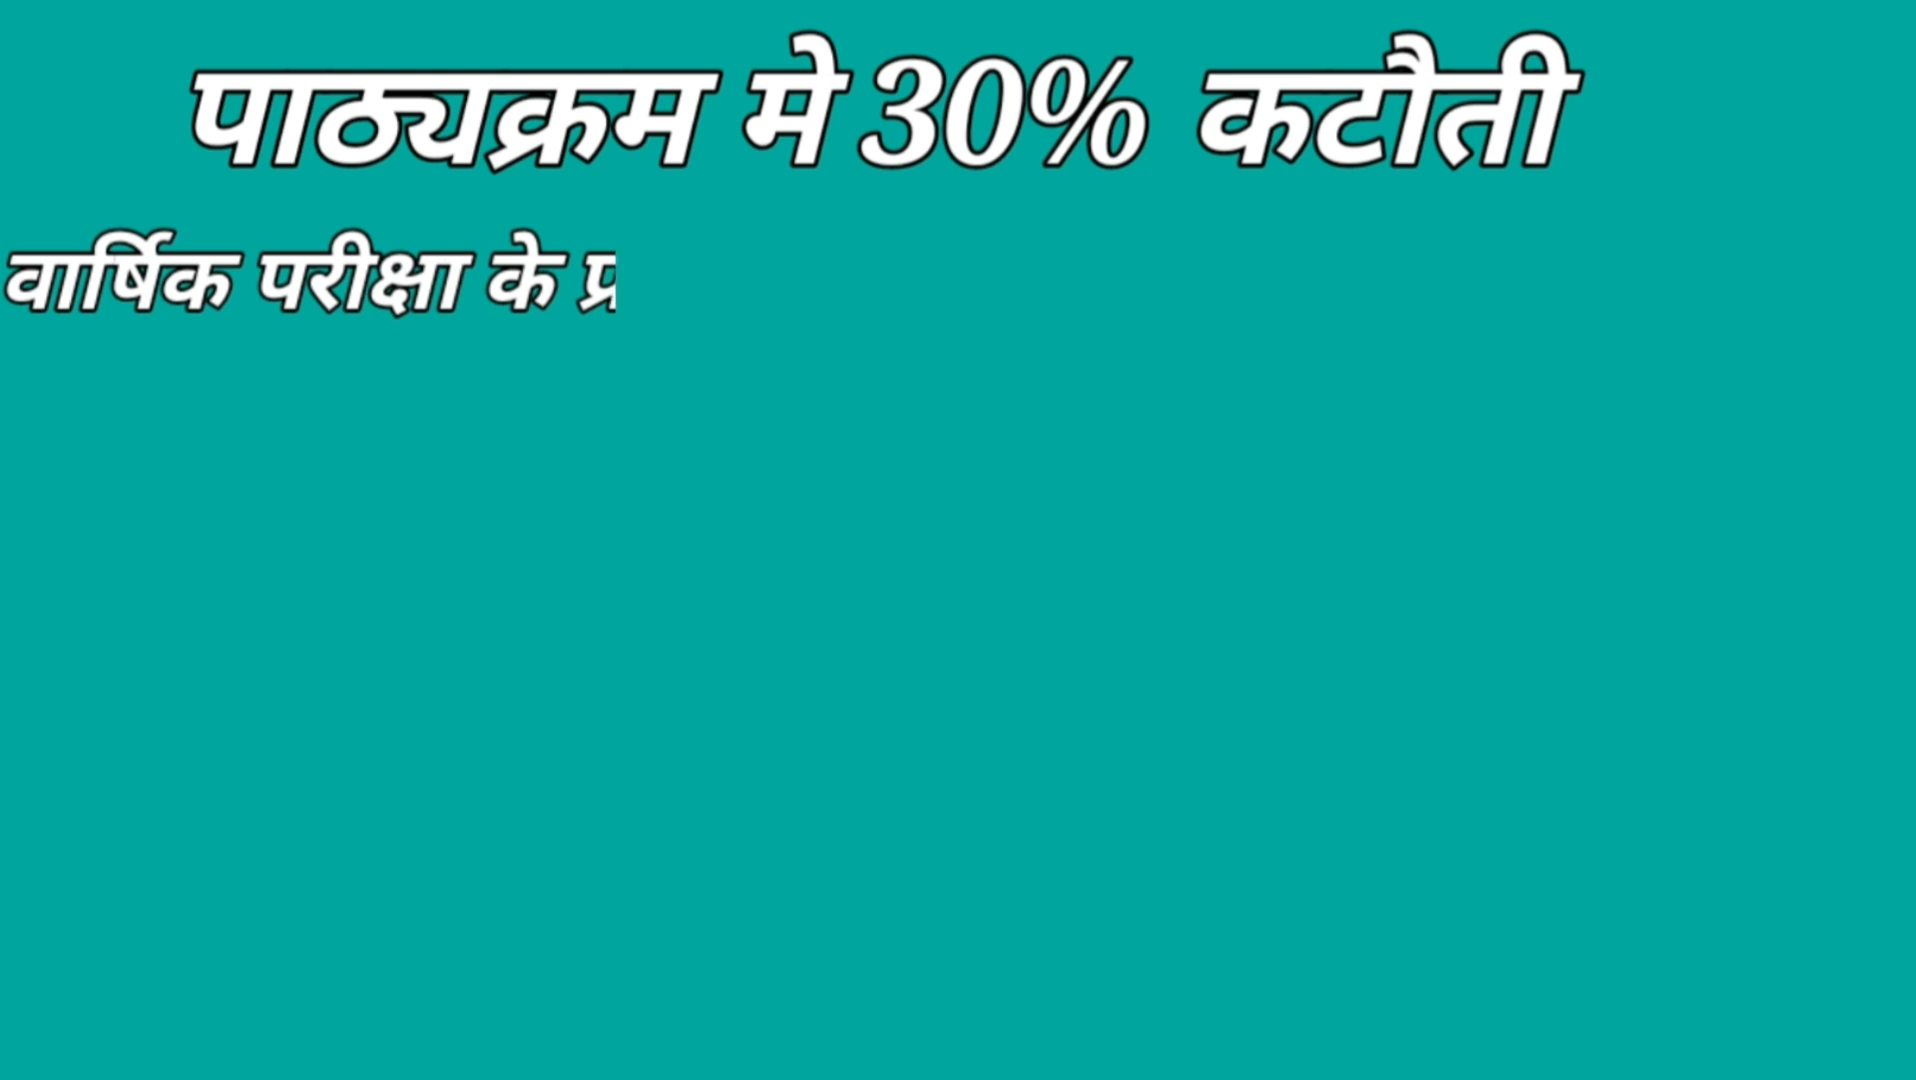 पाठ्यक्रम मे 30% कटौती
वार्षिक परीक्षा के